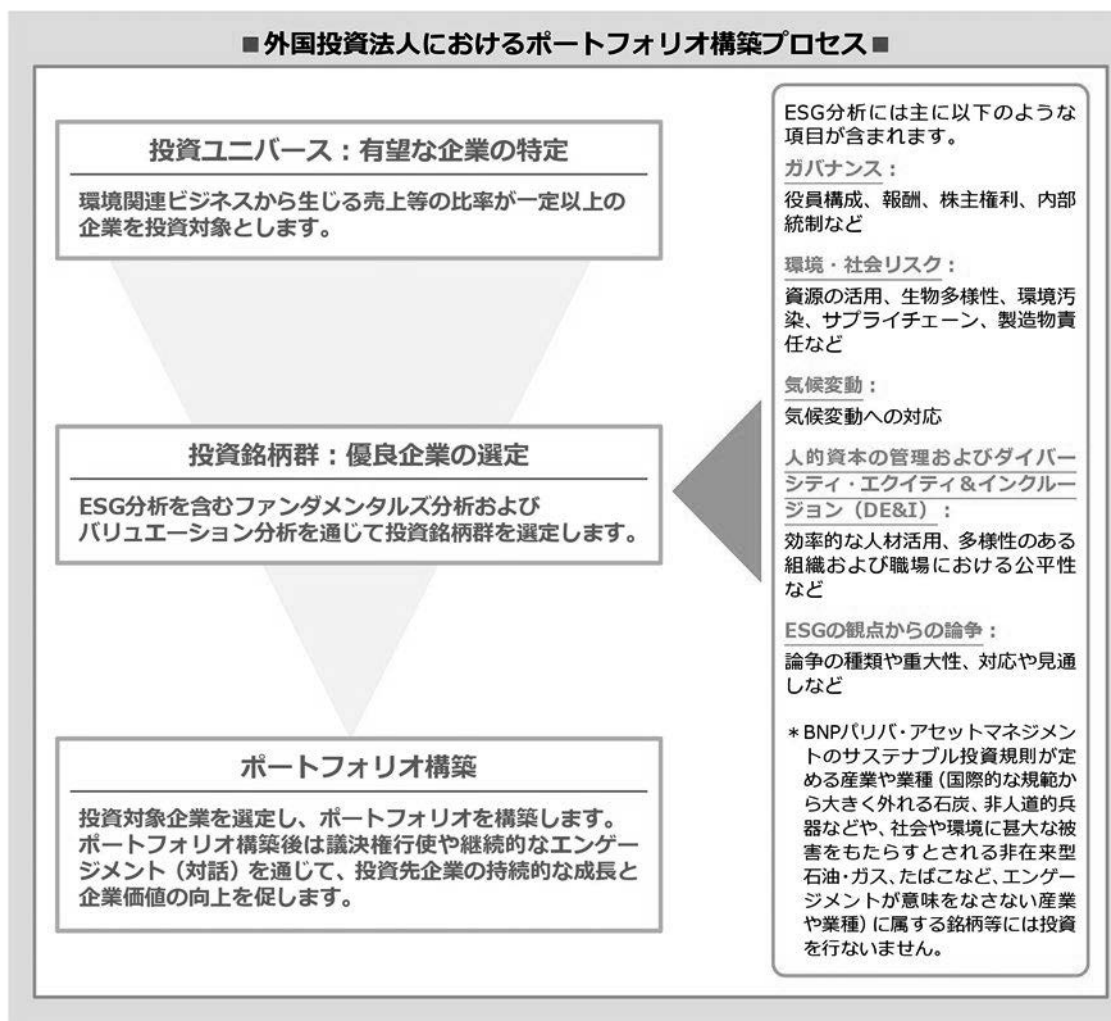 ■外国投資法人におけるポートフォリオ構築プロセス■
投資ユニバース：有望な企業の特定
環境関連ビジネスから生じる売上等の比率が一定以上の
企業を投資対象とします。
投資銘柄群：優良企業の選定
ESG分析を含むファンダメンタルズ分析および
バリュエーション分析を通じて投資銘柄群を選定します。
ポートフォリオ構築
投資対象企業を選定し、ポートフォリオを構築します。
ポートフォリオ構築後は議決権行使や継続的なエンゲー
ジメント（対話）を通じて、投資先企業の持続的な成長と
企業価値の向上を促します。
ESG分析には主に以下のような
項目が含まれます。
ガバナンス：
役員構成、報酬、株主権利、内部
統制など
環境・社会リスク：
資源の活用、生物多様性、環境汚
染、サプライチェーン、製造物責
任など
気候変動：
気候変動への対応
人的資本の管理およびダイバー
シティ・エクイティ＆インクルー
ジョン（DE&I）：
効率的な人材活用、多様性のある
組織および職場における公平性
など
ESGの観点からの論争：
論争の種類や重大性、対応や見通
しなど
＊BNPパリバ・アセットマネジメン
トのサステナブル投資規則が定
める産業や業種（国際的な規範か
ら大きく外れる石炭、非人道的兵
器などや、社会や環境に甚大な被
害をもたらすとされる非在来型
石油・ガス、たばこなど、エンゲー
ジメントが意味をなさない産業
や業種）に属する銘柄等には投資
を行ないません。